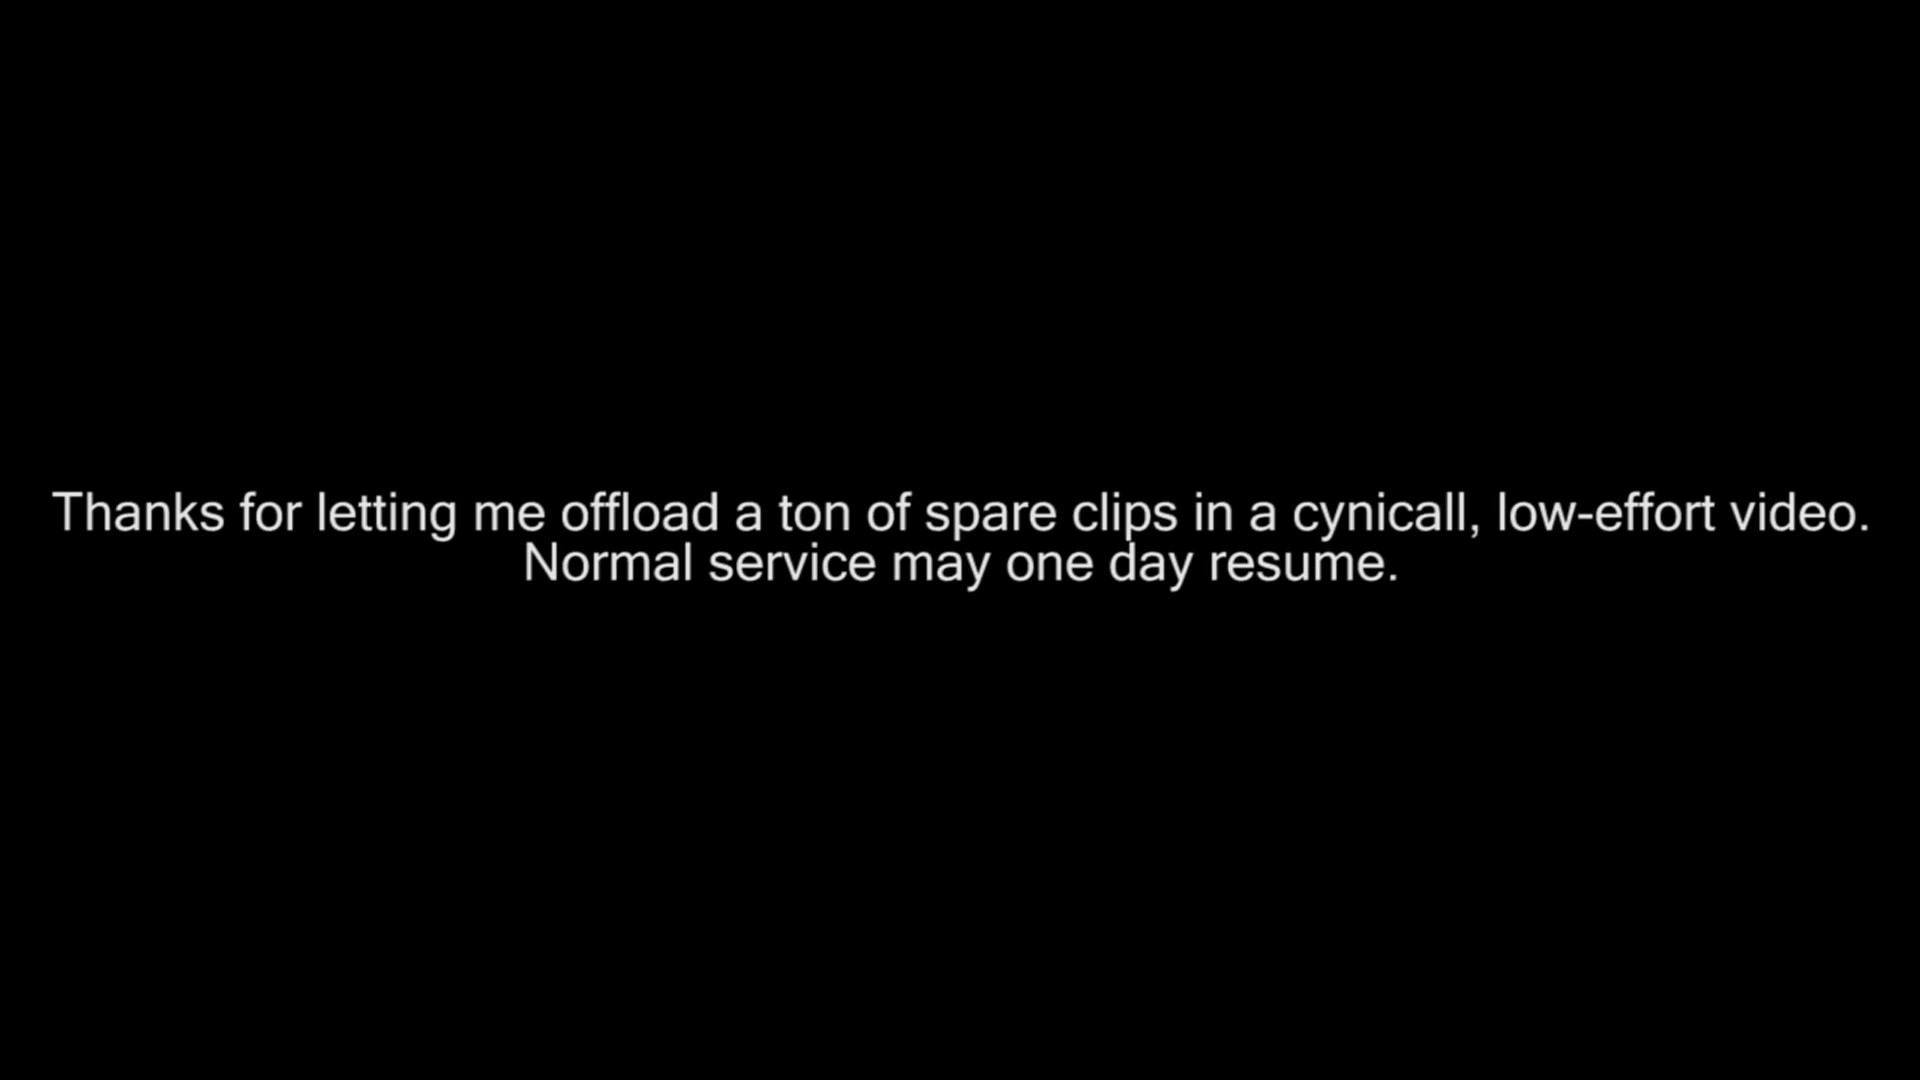 Thanks for letting me offload a ton of spare clips in a cynicall, low-effort video.
Normal service may one day resume.